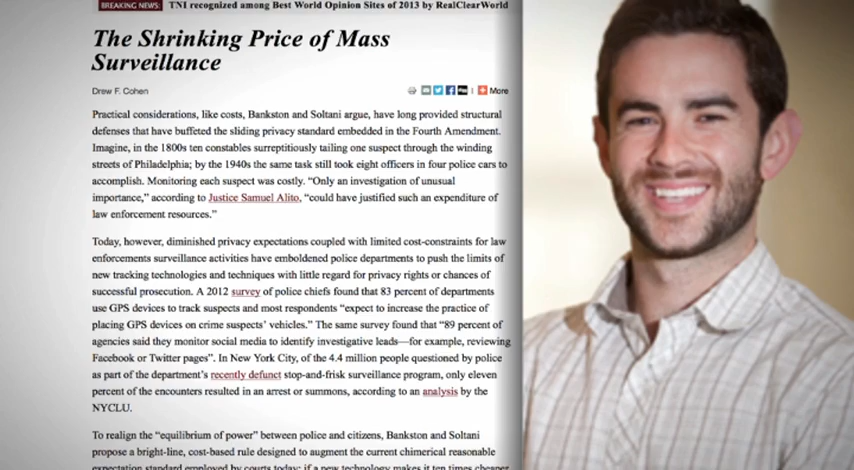 BREAKING NEWS: TNI recognized among Best World Opinion Sites of 2013 by RealClearWorld
The Shrinking Price of Mass
Surveillance
Drew F. Cohen
More
Practical considerations, like costs, Bankston and Soltani argue, have long provided structural
defenses that have buffeted the sliding privacy standard embedded in the Fourth Amendment.
Imagine, in the 1800s ten constables surreptitiously tailing one suspect through the winding
streets of Philadelphia; by the 1940s the same task still took eight officers in four police cars to
accomplish. Monitoring each suspect was costly. “Only an investigation of unusual
importance,” according to Justice Samuel Alito, “could have justified such an expenditure of
law enforcement resources.”
Today, however, diminished privacy expectations coupled with limited cost-constraints for law
enforcements surveillance activities have emboldened police departments to push the limits of
new tracking technologies and techniques with little regard for privacy rights or chances of
successful prosecution. A 2012 survey of police chiefs found that 83 percent of departments
use GPS devices to track suspects and most respondents “expect to increase the practice of
placing GPS devices on crime suspects’ vehicles.” The same survey found that “89 percent of
agencies said they monitor social media to identify investigative leads—for example, reviewing
Facebook or Twitter pages”. In New York City, of the 4.4 million people questioned by police
as part of the department’s recently defunct stop-and-frisk surveillance program, only eleven
percent of the encounters resulted in an arrest or summons, according to an analysis by the
NYCLU.
To realign the “equilibrium of power” between police and citizens, Bankston and Soltani
propose a bright-line, cost-based rule designed to augment the current chimerical reasonable
expectation standard employed by courts today: if a new technology makes it ten times cheaper